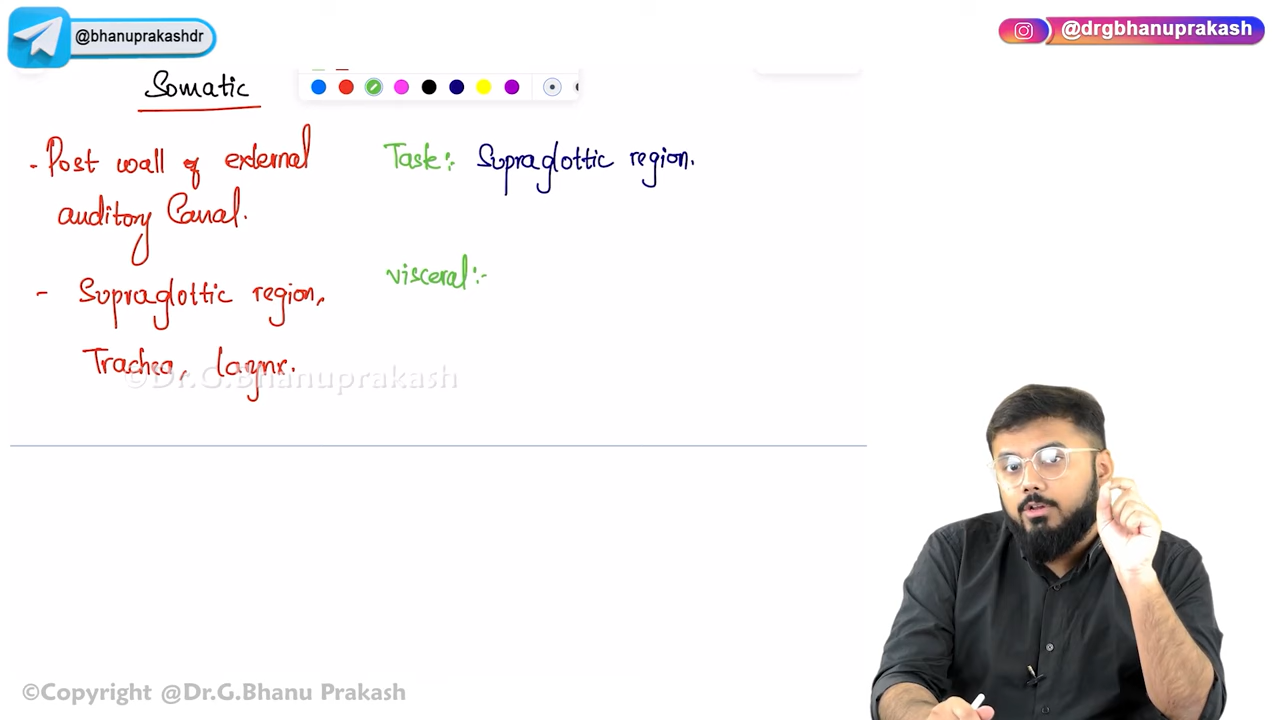 @bhanuprakashdr
@drgbhanuprakash
Somatic
- Post wall of external
auditory Canal.
- Supraglottic region,
Trachea, larynx.
Task:- Supraglottic region.
visceral:-
©Dr.G.Bhanuprakash
©Copyright @Dr.G.Bhanu Prakash